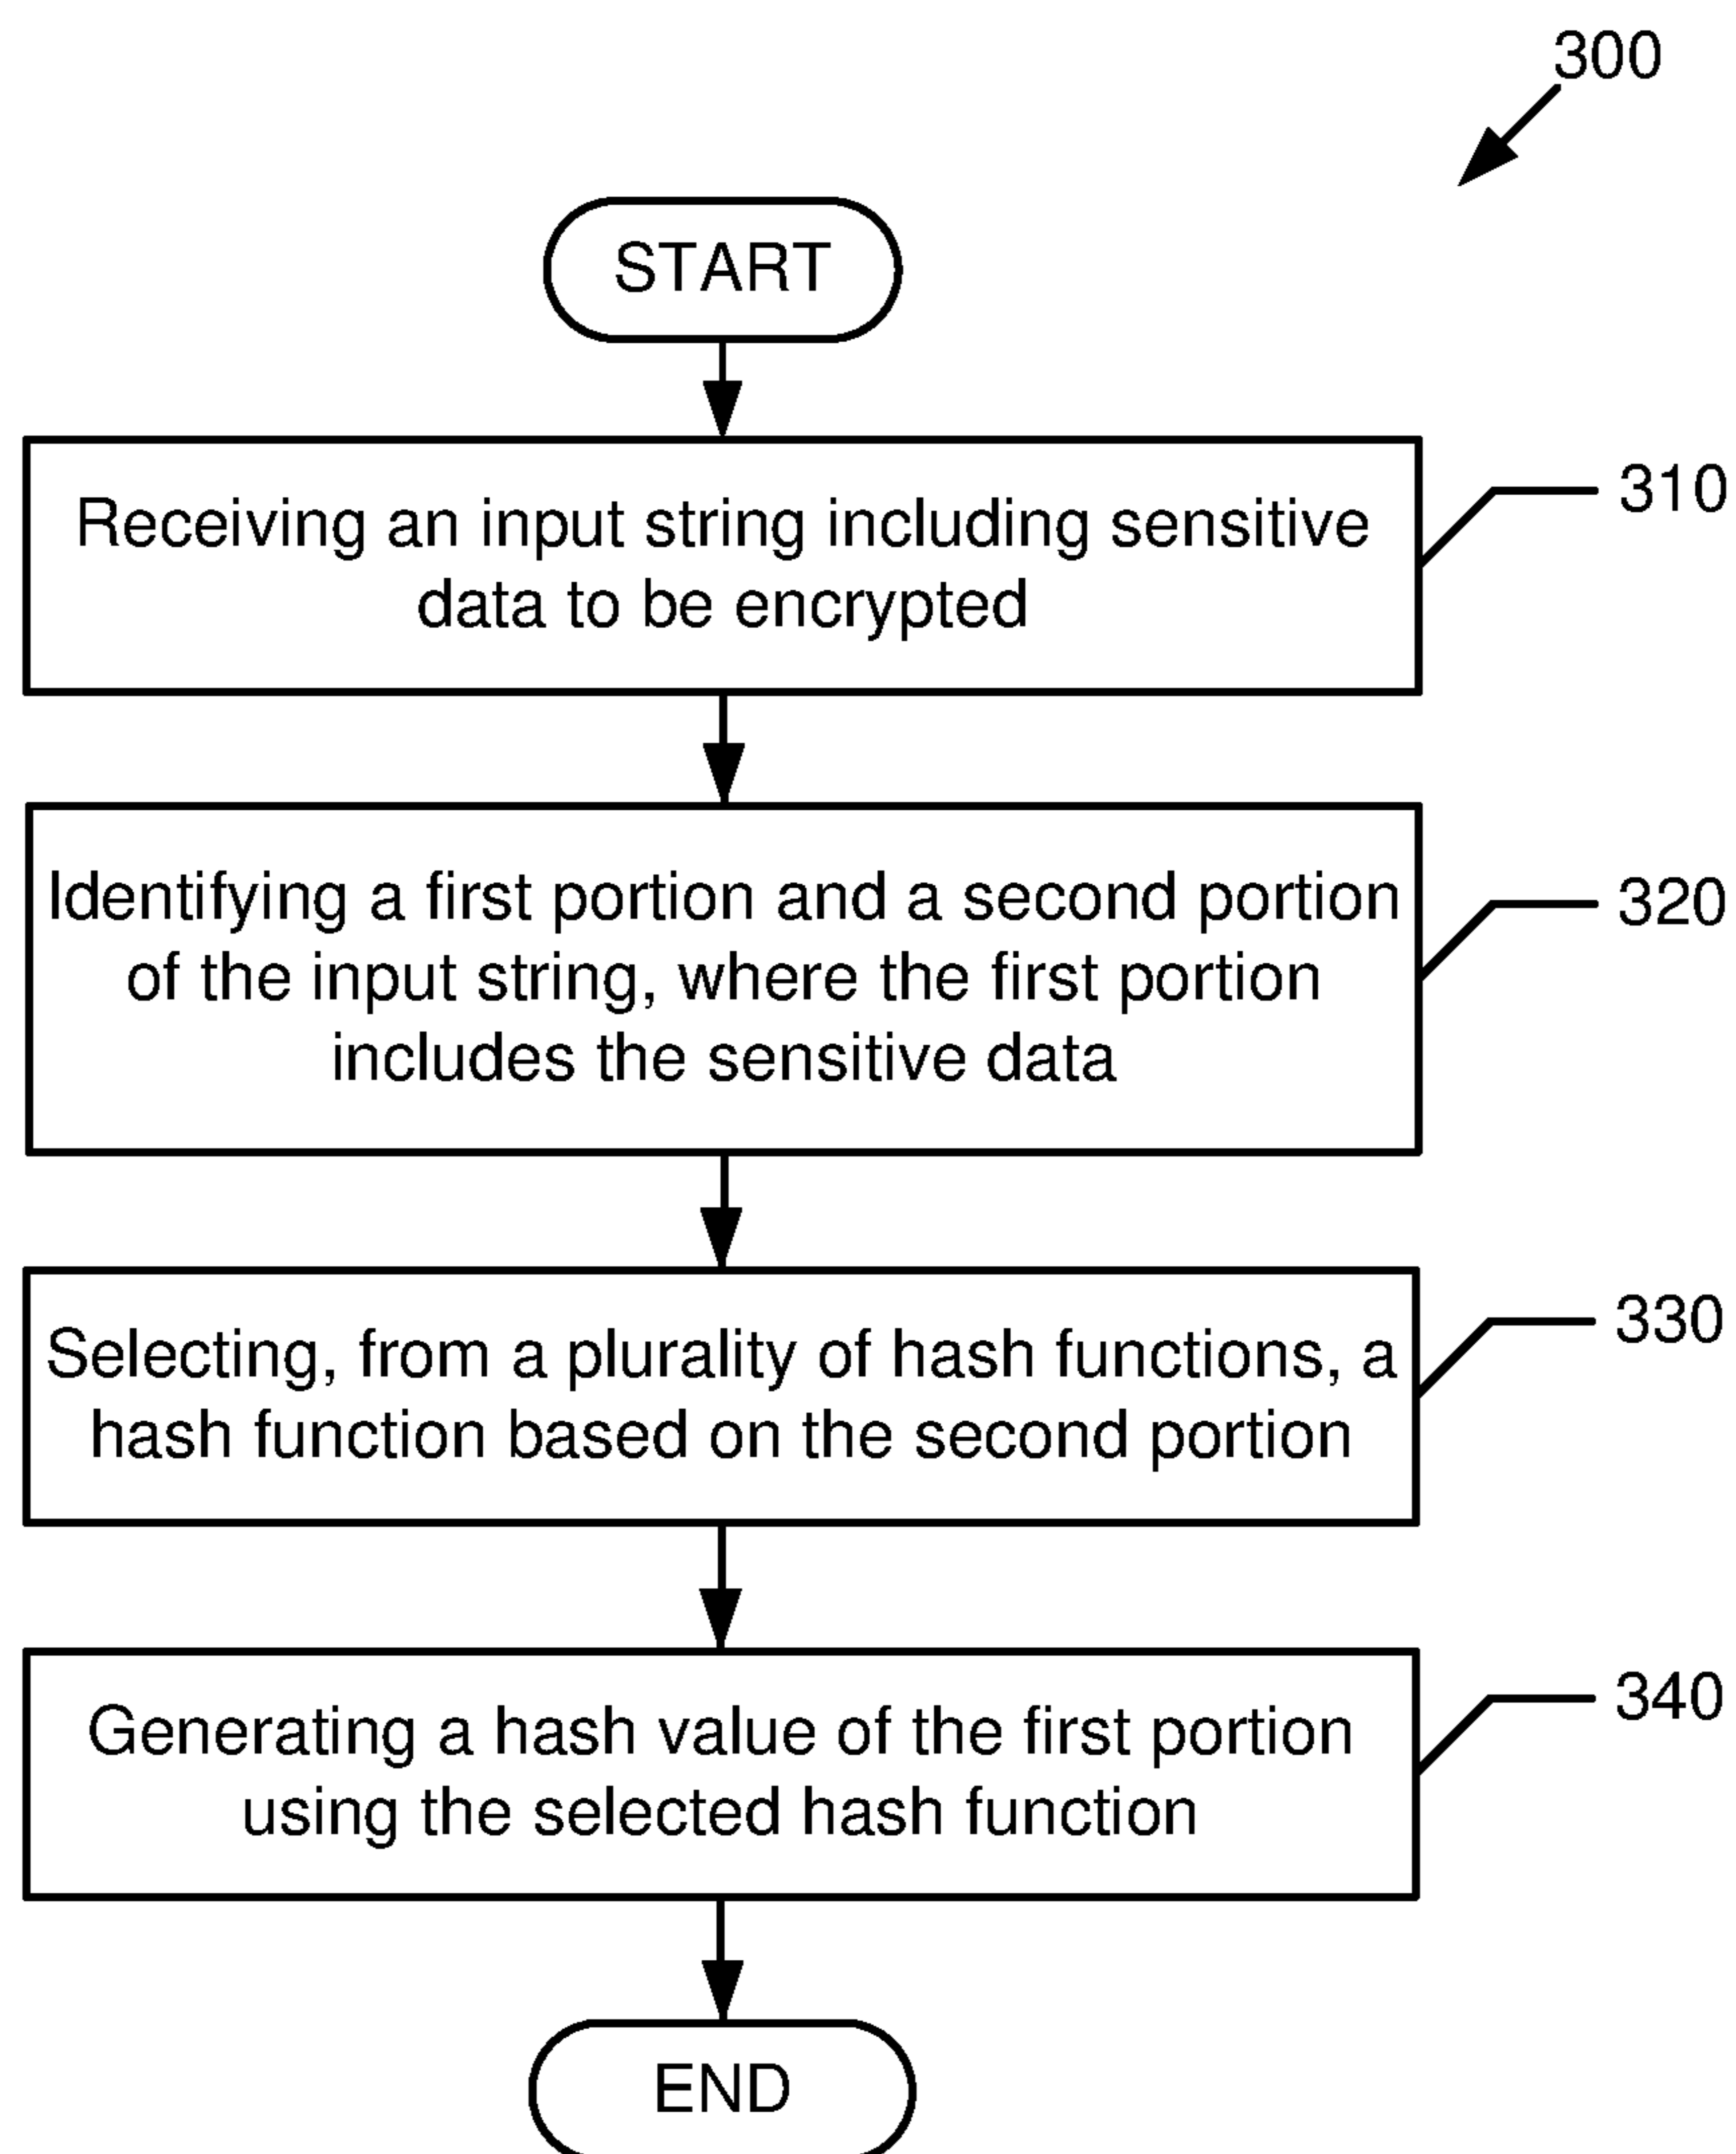 300
START
Receiving an input string including sensitive
data to be encrypted
310
Identifying a first portion and a second portion
of the input string, where the first portion
includes the sensitive data
320
Selecting, from a plurality of hash functions, a
hash function based on the second portion
330
Generating a hash value of the first portion
using the selected hash function
340
END